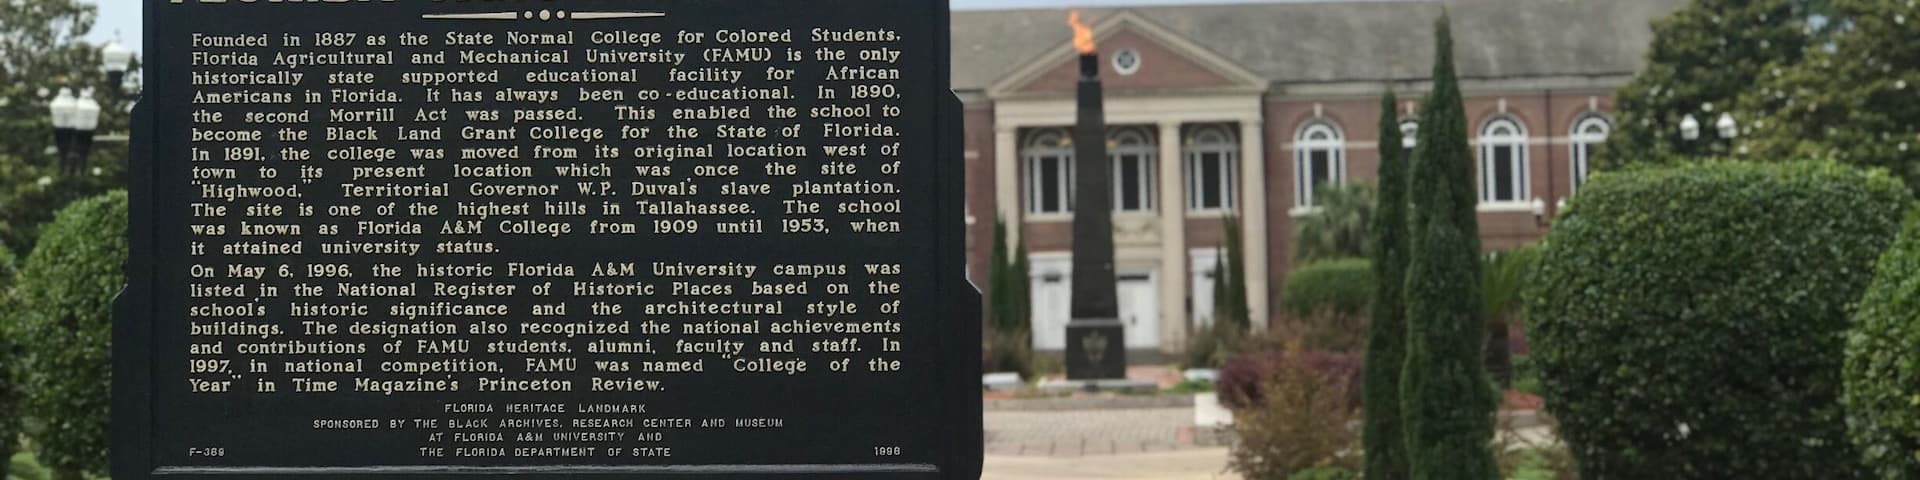 Founded in 1887 as the State Normal College for Colored Students,
Florida Agricultural and Mechanical University (FAMU) is the only
historically state supported educational facility for African
Americans in Florida. It has always been co-educational. In 1890,
the second Morrill Act was passed. This enabled the school to
become the Black Land Grant College for the State of Florida.
In 1891, the college was moved from its original location west of
town to its present location which was once the site of
"Highwood," Territorial Governor W.P. Duval's slave plantation.
The site is one of the highest hills in Tallahassee. The school
was known as Florida A&M College from 1909 until 1953, when
it attained university status.
On May 6, 1996, the historic Florida A&M University campus was
listed in the National Register of Historic Places based on the
school's historic significance and the architectural style of
buildings. The designation also recognized the national achievements
and contributions of FAMU students, alumni, faculty and staff. In
1997, in national competition, FAMU was named "College of the
Year" in Time Magazine's Princeton Review.
FLORIDA HERITAGE LANDMARK
SPONSORED BY THE BLACK ARCHIVES, RESEARCH CENTER AND MUSEUM
AT FLORIDA A&M UNIVERSITY AND
F-389 THE FLORIDA DEPARTMENT OF STATE 1998